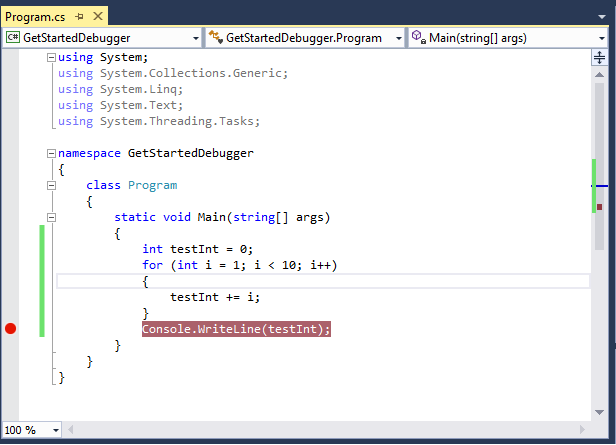 Program.cs
C# GetStartedDebugger GetStartedDebugger.Program Main(string[] args)
using System;
using System.Collections.Generic;
using System.Linq;
using System.Text;
using System.Threading.Tasks;
namespace GetStartedDebugger
{
class Program
{
static void Main(string[] args)
{
int testInt = 0;
for (int i = 1; i < 10; i++)
{
testInt += i;
}
Console.WriteLine(testInt);
}
}
}
100 %